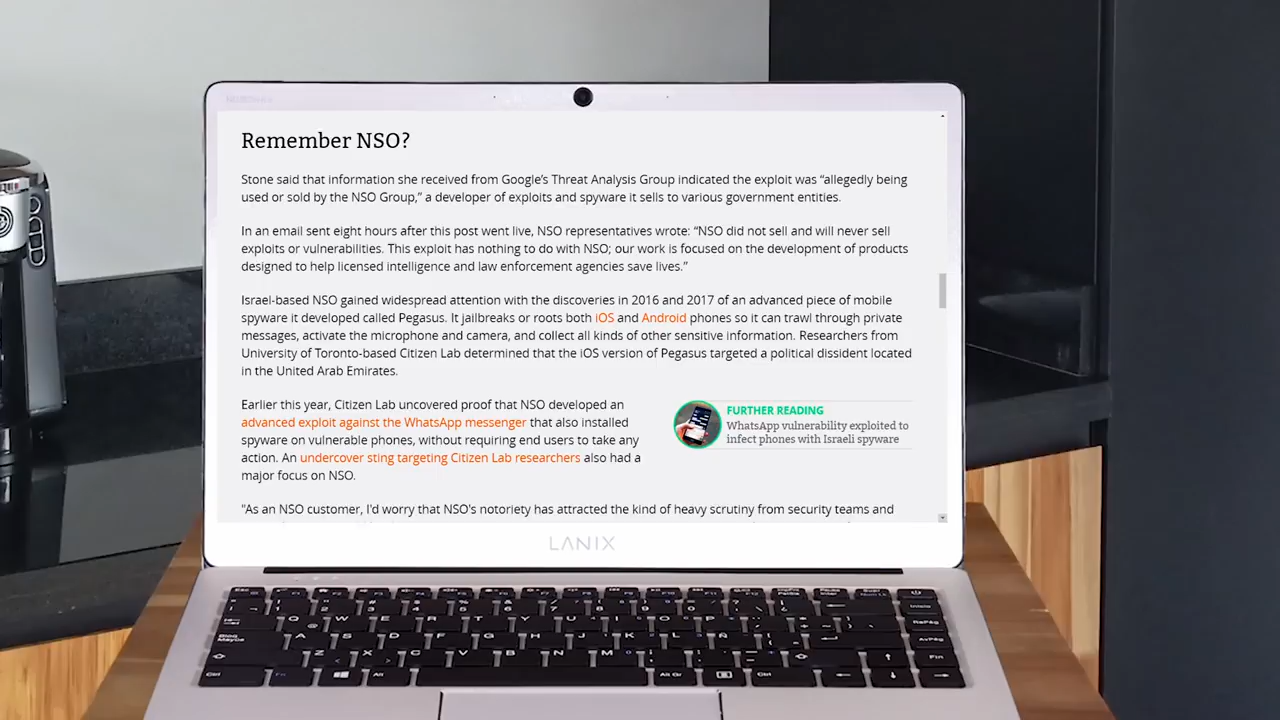 Remember NSO?
Stone said that information she received from Google’s Threat Analysis Group indicated the exploit was “allegedly being
used or sold by the NSO Group,” a developer of exploits and spyware it sells to various government entities.
In an email sent eight hours after this post went live, NSO representatives wrote: “NSO did not sell and will never sell
exploits or vulnerabilities. This exploit has nothing to do with NSO; our work is focused on the development of products
designed to help licensed intelligence and law enforcement agencies save lives.”
Israel-based NSO gained widespread attention with the discoveries in 2016 and 2017 of an advanced piece of mobile
spyware it developed called Pegasus. It jailbreaks or roots both iOS and Android phones so it can trawl through private
messages, activate the microphone and camera, and collect all kinds of other sensitive information. Researchers from
University of Toronto-based Citizen Lab determined that the iOS version of Pegasus targeted a political dissident located
in the United Arab Emirates.
Earlier this year, Citizen Lab uncovered proof that NSO developed an
advanced exploit against the WhatsApp messenger that also installed
spyware on vulnerable phones, without requiring end users to take any
action. An undercover sting targeting Citizen Lab researchers also had a
major focus on NSO.
FURTHER READING
WhatsApp vulnerability exploited to
infect phones with Israeli spyware
"As an NSO customer, I'd worry that NSO's notoriety has attracted the kind of heavy scrutiny from security teams and
LANIX
Q W E R T Y U I O P
Bloq
Mayus
A S D F G H J K L Ñ
Z X C V B N M
Ctrl Fn Alt Alt Gr Ctrl
Inicio
RePág
AvPág
Fin